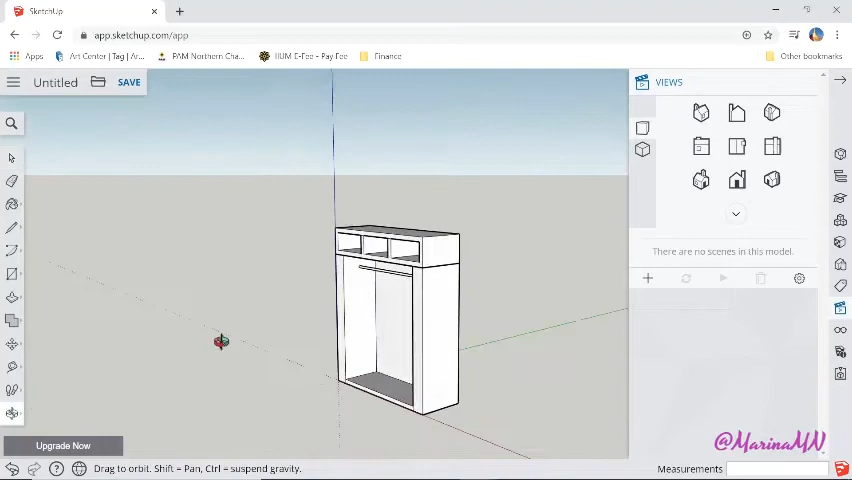 SketchUp
app.sketchup.com/app
Apps
Art Center | Tag | Ar...
PAM Northern Cha...
IIUM E-Fee - Pay Fee
Finance
Other bookmarks
Untitled
SAVE
VIEWS
There are no scenes in this model.
Upgrade Now
@MarinaMN
Drag to orbit. Shift = Pan, Ctrl = suspend gravity.
Measurements